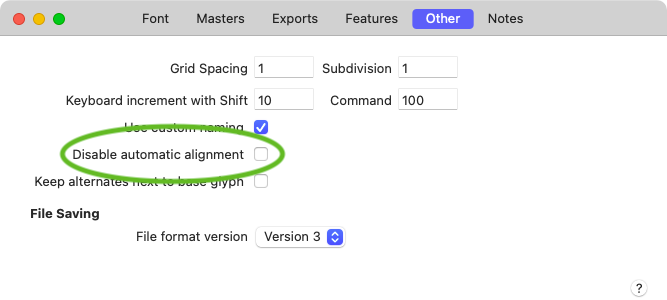 Font Masters Exports Features Other Notes
Grid Spacing 1 Subdivision 1
Keyboard increment with Shift 10 Command 100
Use custom naming
Disable automatic alignment
Keep alternates next to base glyph
File Saving
File format version Version 3
?